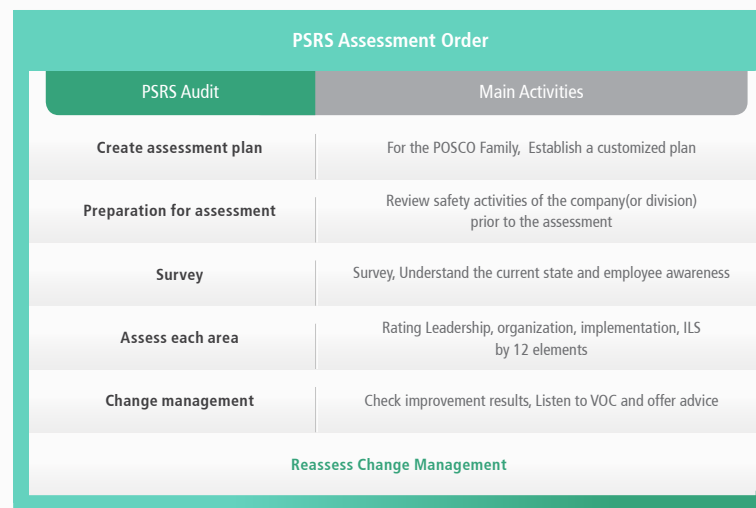 PSRS Assessment Order
PSRS Audit
Main Activities
Create assessment plan
For the POSCO Family, Establish a customized plan
Preparation for assessment
Review safety activities of the company(or division)
prior to the assessment
Survey
Survey, Understand the current state and employee awareness
Assess each area
Rating Leadership, organization, implementation, ILS
by 12 elements
Change management
Check improvement results, Listen to VOC and offer advice
Reassess Change Management